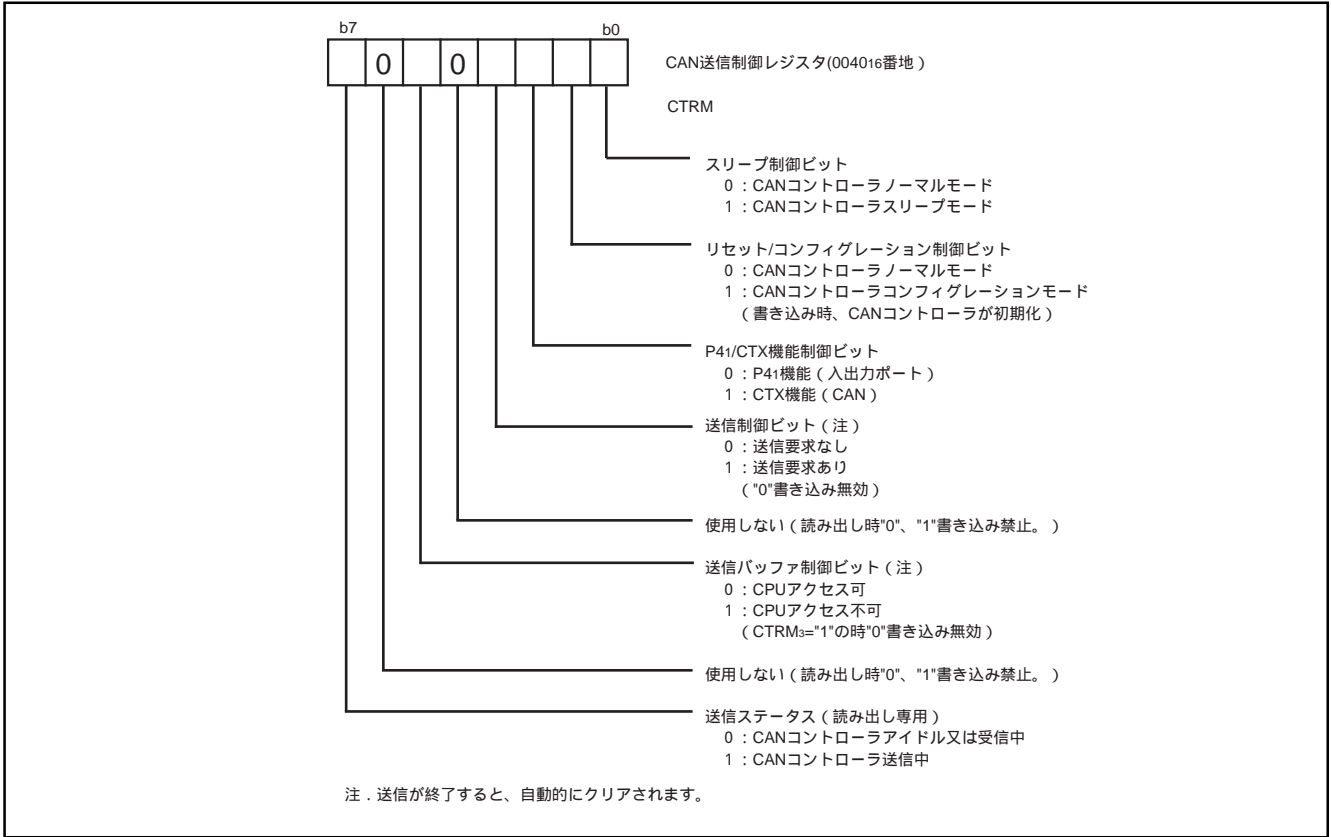 b7 b0
0 0
CAN送信制御レジスタ(004016番地)
CTRM
スリープ制御ビット
0:CANコントローラノーマルモード
1:CANコントローラスリープモード
リセット/コンフィグレーション制御ビット
0:CANコントローラノーマルモード
1:CANコントローラコンフィグレーションモード
(書き込み時、CANコントローラが初期化)
P41/CTX機能制御ビット
0:P41機能(入出力ポート)
1:CTX機能(CAN)
送信制御ビット(注)
0:送信要求なし
1:送信要求あり
("0"書き込み無効)
使用しない(読み出し時"0"、"1"書き込み禁止。)
送信バッファ制御ビット(注)
0:CPUアクセス可
1:CPUアクセス不可
(CTRM3="1"の時"0"書き込み無効)
使用しない(読み出し時"0"、"1"書き込み禁止。)
送信ステータス(読み出し専用)
0:CANコントローラアイドル又は受信中
1:CANコントローラ送信中
注.送信が終了すると、自動的にクリアされます。